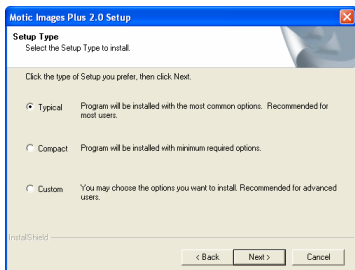 Motic Images Plus 2.0 Setup
Setup Type
Select the Setup Type to install.
Click the type of Setup you prefer, then click Next.
Typical Program will be installed with the most common options. Recommended for
most users.
Compact Program will be installed with minimum required options.
Custom You may choose the options you want to install. Recommended for advanced
users.
InstallShield
< Back Next > Cancel